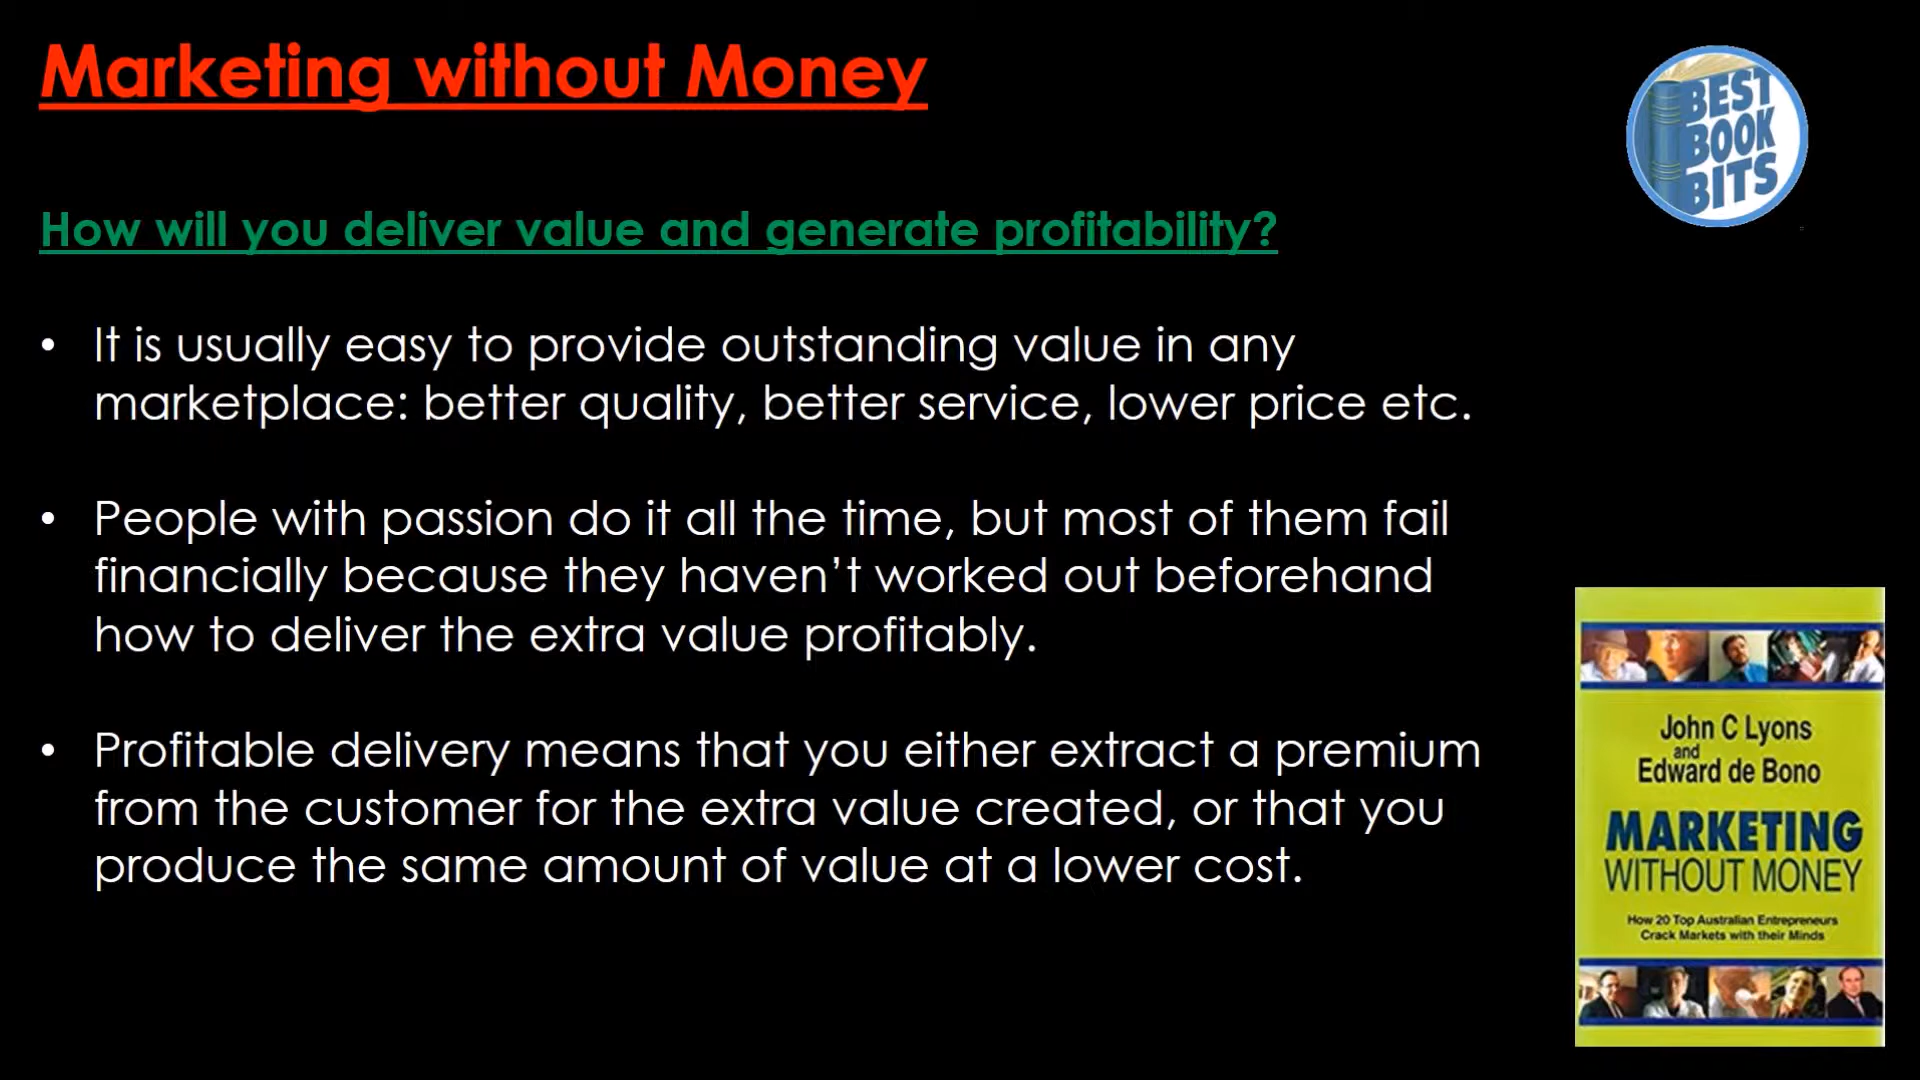 Marketing without Money
BEST
BOOK
BITS
How will you deliver value and generate profitability?
• It is usually easy to provide outstanding value in any
marketplace: better quality, better service, lower price etc.
• People with passion do it all the time, but most of them fail
financially because they haven’t worked out beforehand
how to deliver the extra value profitably.
• Profitable delivery means that you either extract a premium
from the customer for the extra value created, or that you
produce the same amount of value at a lower cost.
John C Lyons
and
Edward de Bono
MARKETING
WITHOUT MONEY
How 20 Top Australian Entrepreneurs
Crack Markets with their Minds